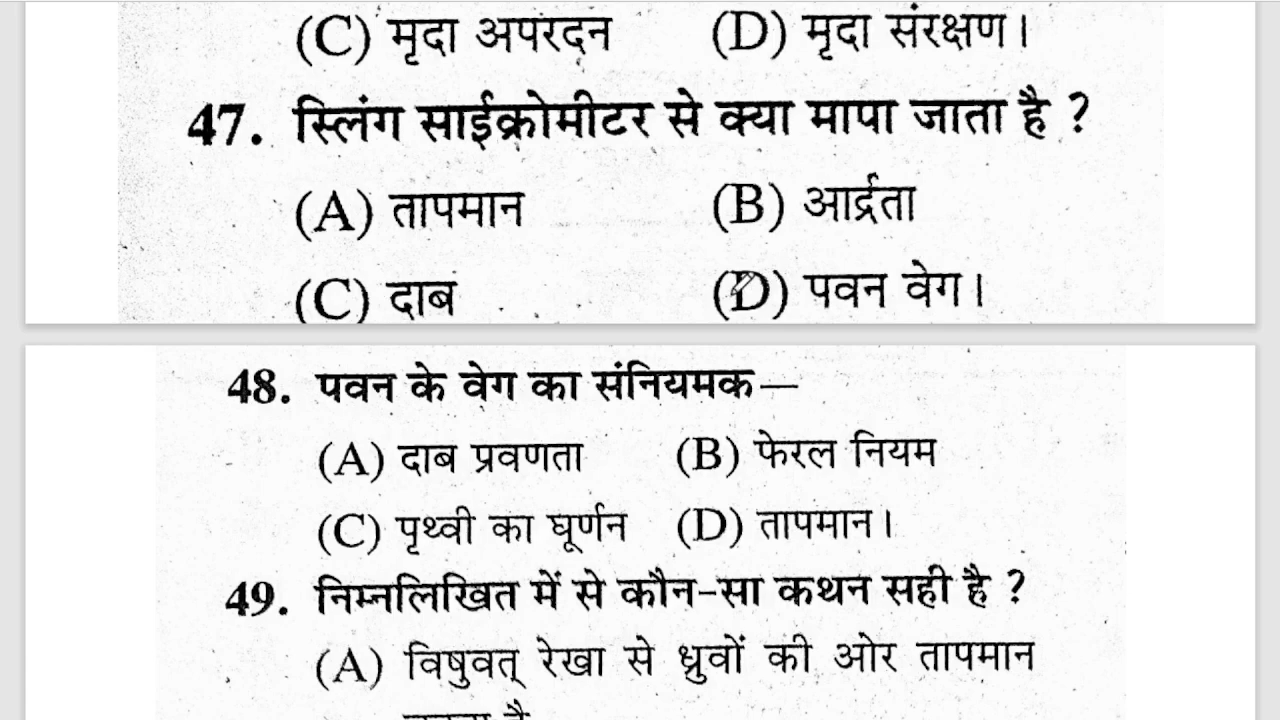 (C) मृदा अपरदन (D) मृदा संरक्षण।
47. स्लिंग साईक्रोमीटर से क्या मापा जाता है ?
(A) तापमान (B) आर्द्रता
(C) दाब (D) पवन वेग।
48. पवन के वेग का संनियमक—
(A) दाब प्रवणता (B) फेरल नियम
(C) पृथ्वी का घूर्णन (D) तापमान।
49. निम्नलिखित में से कौन-सा कथन सही है ?
(A) विषुवत् रेखा से ध्रुवों की ओर तापमान